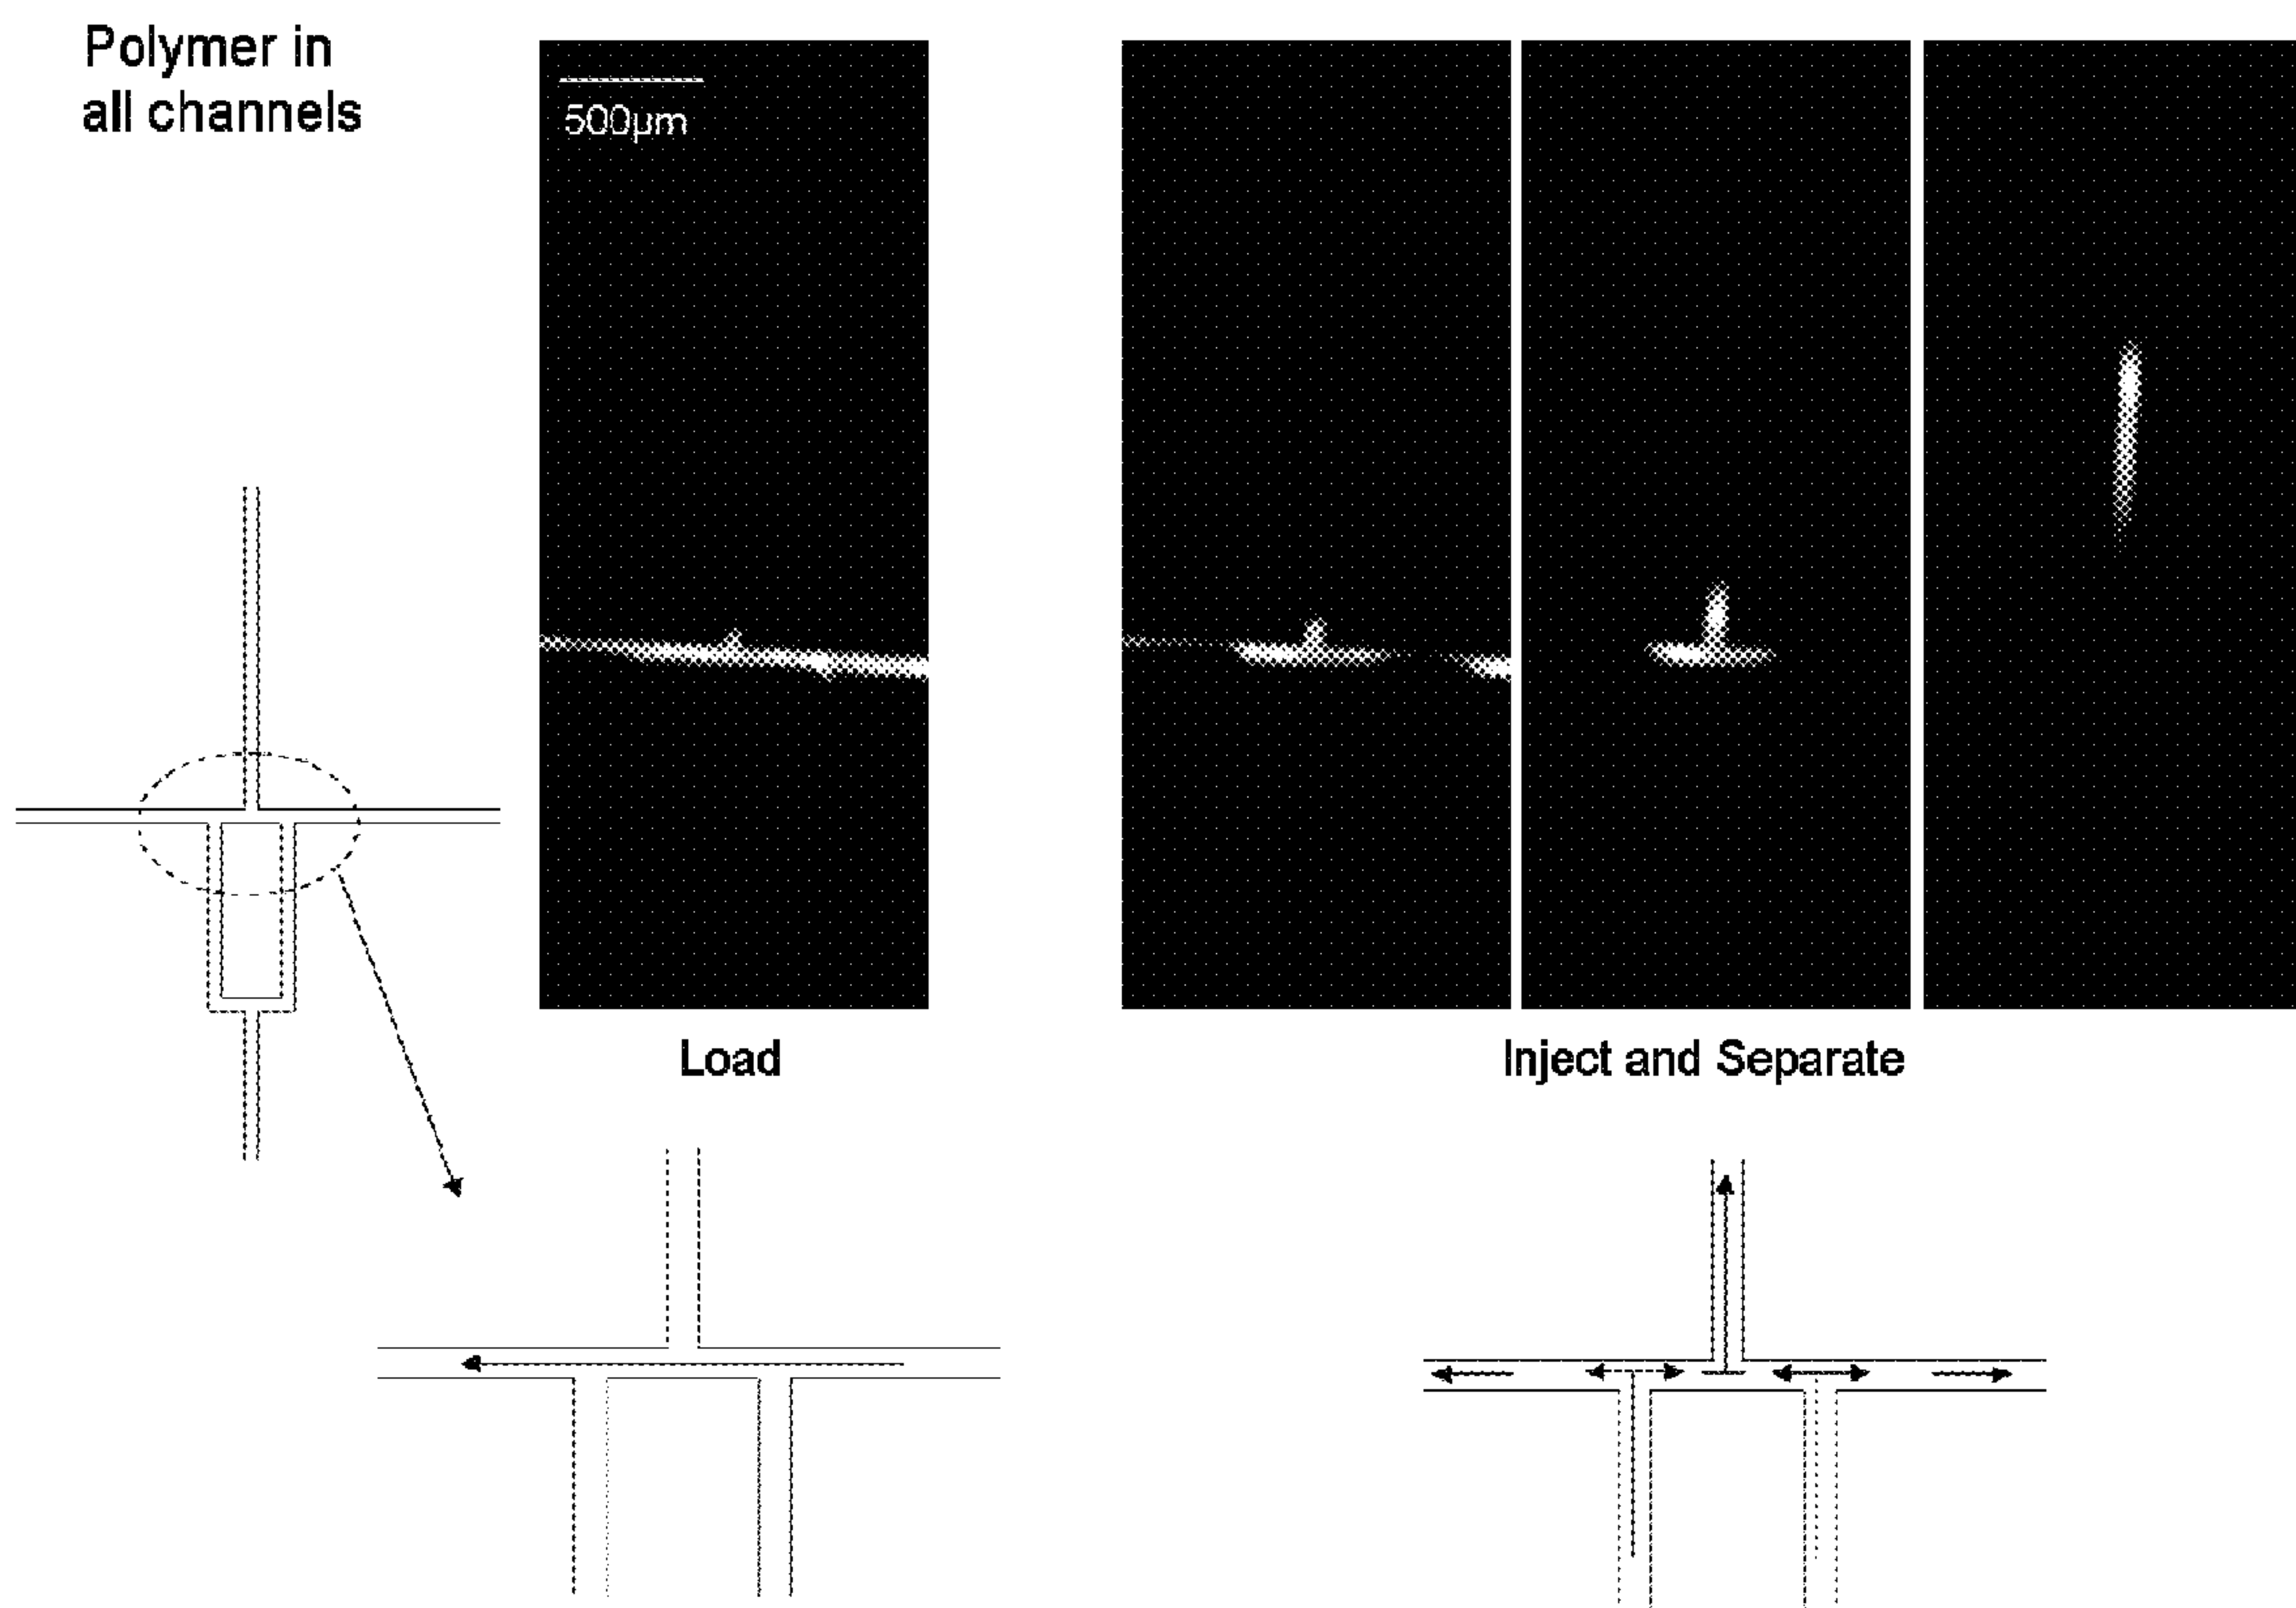 Polymer in
all channels
500µm
Load
Inject and Separate